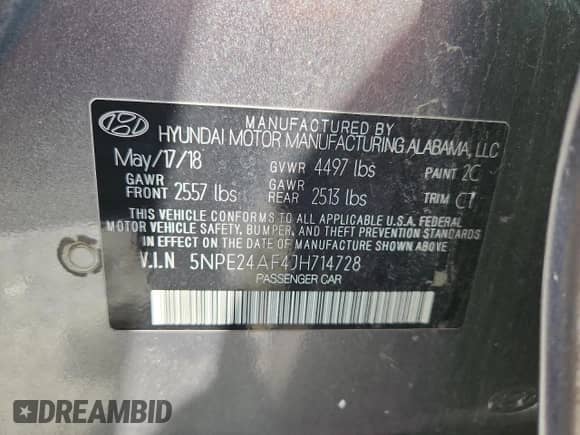 MANUFACTURED BY
HYUNDAI MOTOR MANUFACTURING ALABAMA, LLC
May/17/18 GVWR 4497 lbs PAINT 2C
GAWR FRONT 2557 lbs GAWR REAR 2513 lbs TRIM CT
THIS VEHICLE CONFORMS TO ALL APPLICABLE U.S.A. FEDERAL
MOTOR VEHICLE SAFETY, BUMPER, AND THEFT PREVENTION STANDARDS
IN EFFECT ON THE DATE OF MANUFACTURE SHOWN ABOVE.
V.I.N 5NPE24AF4JH714728
PASSENGER CAR
DREAMBID